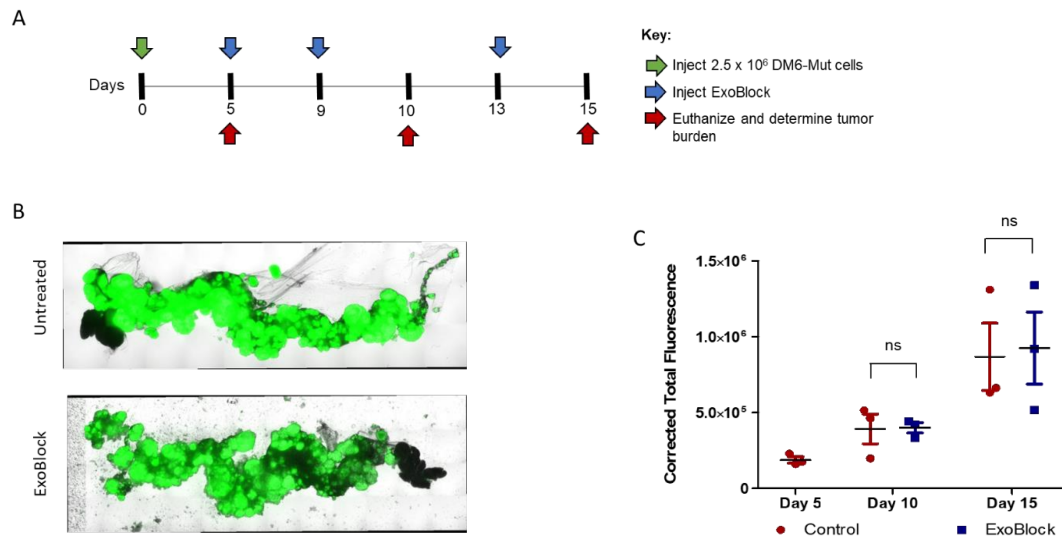 A
Days
0
5
9
10
13
15
Key:
Inject 2.5 x 10⁶ DM6-Mut cells
Inject ExoBlock
Euthanize and determine tumor
burden
B
Untreated
ExoBlock
C
Corrected Total Fluorescence
1.5×10⁶
1.0×10⁶
5.0×10⁵
0
ns
ns
Day 5
Day 10
Day 15
Control
ExoBlock